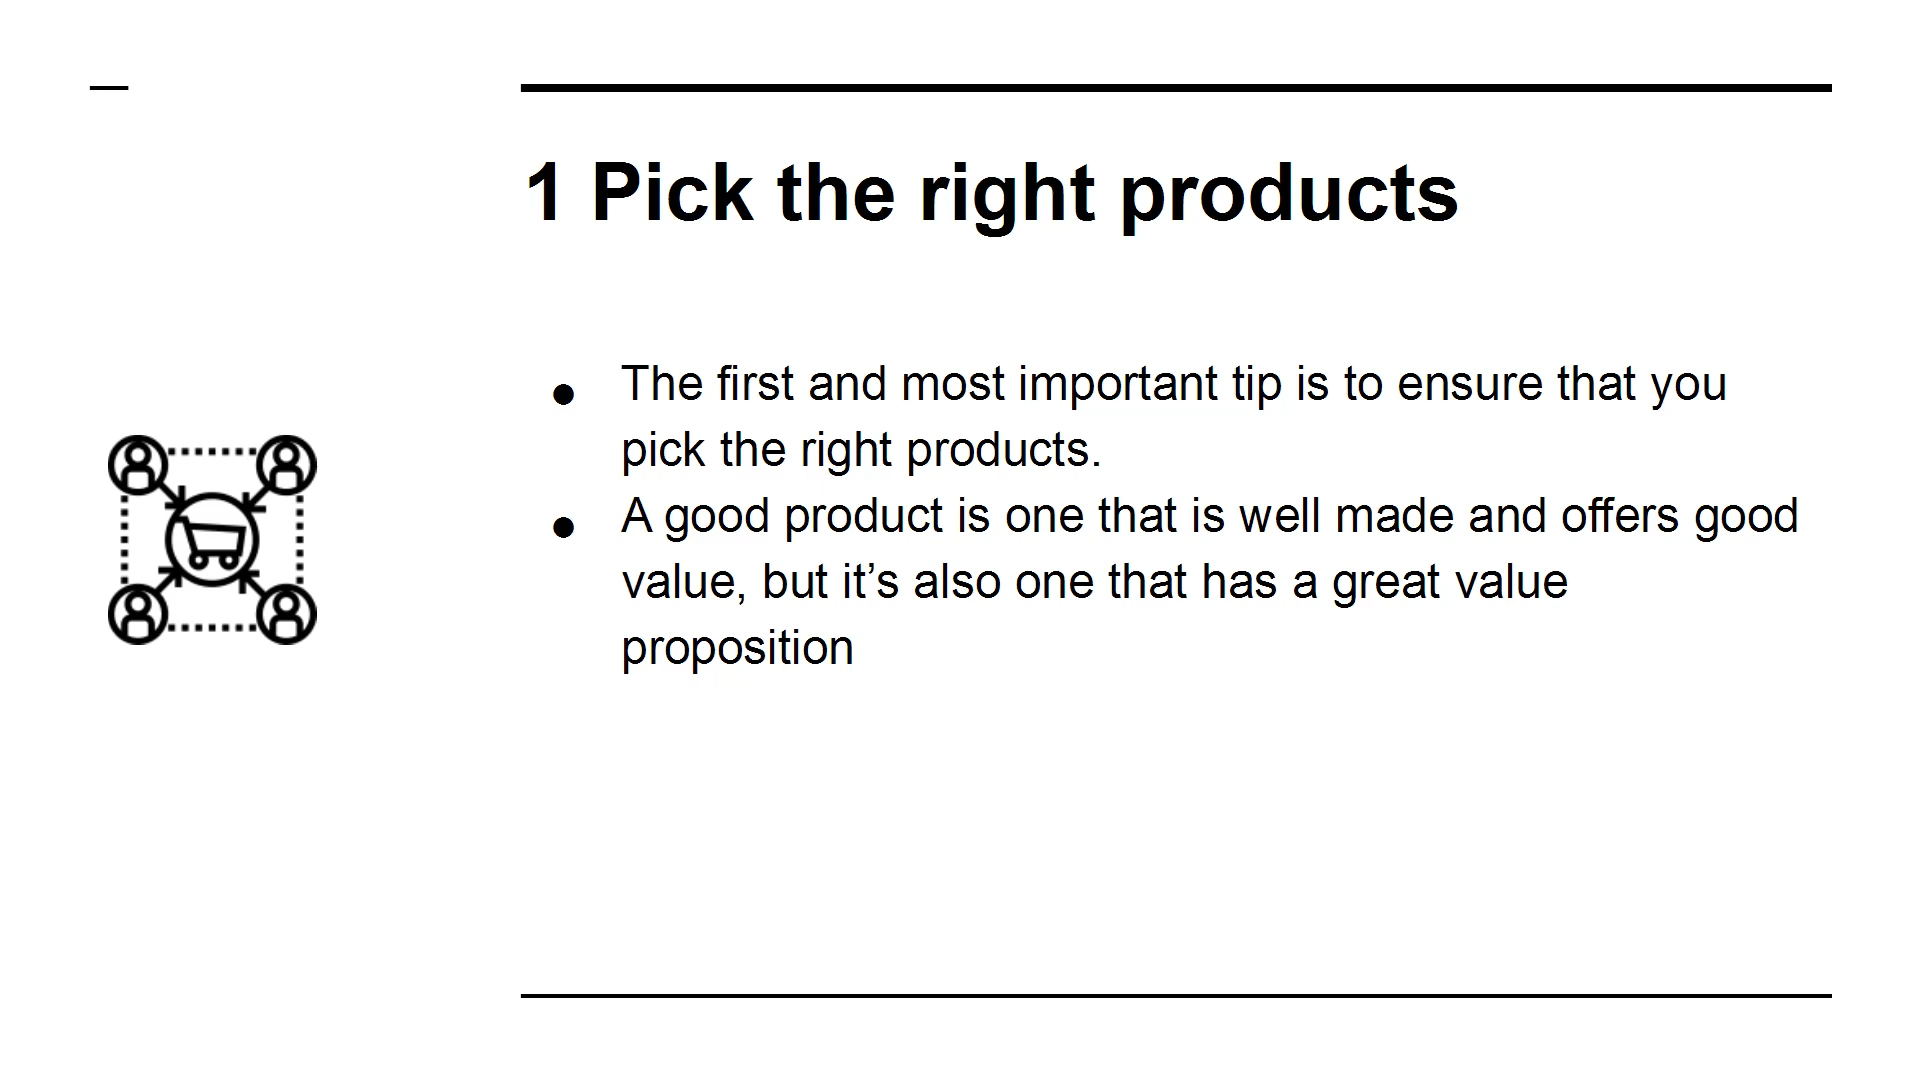 1 Pick the right products
● The first and most important tip is to ensure that you
pick the right products.
● A good product is one that is well made and offers good
value, but it’s also one that has a great value
proposition